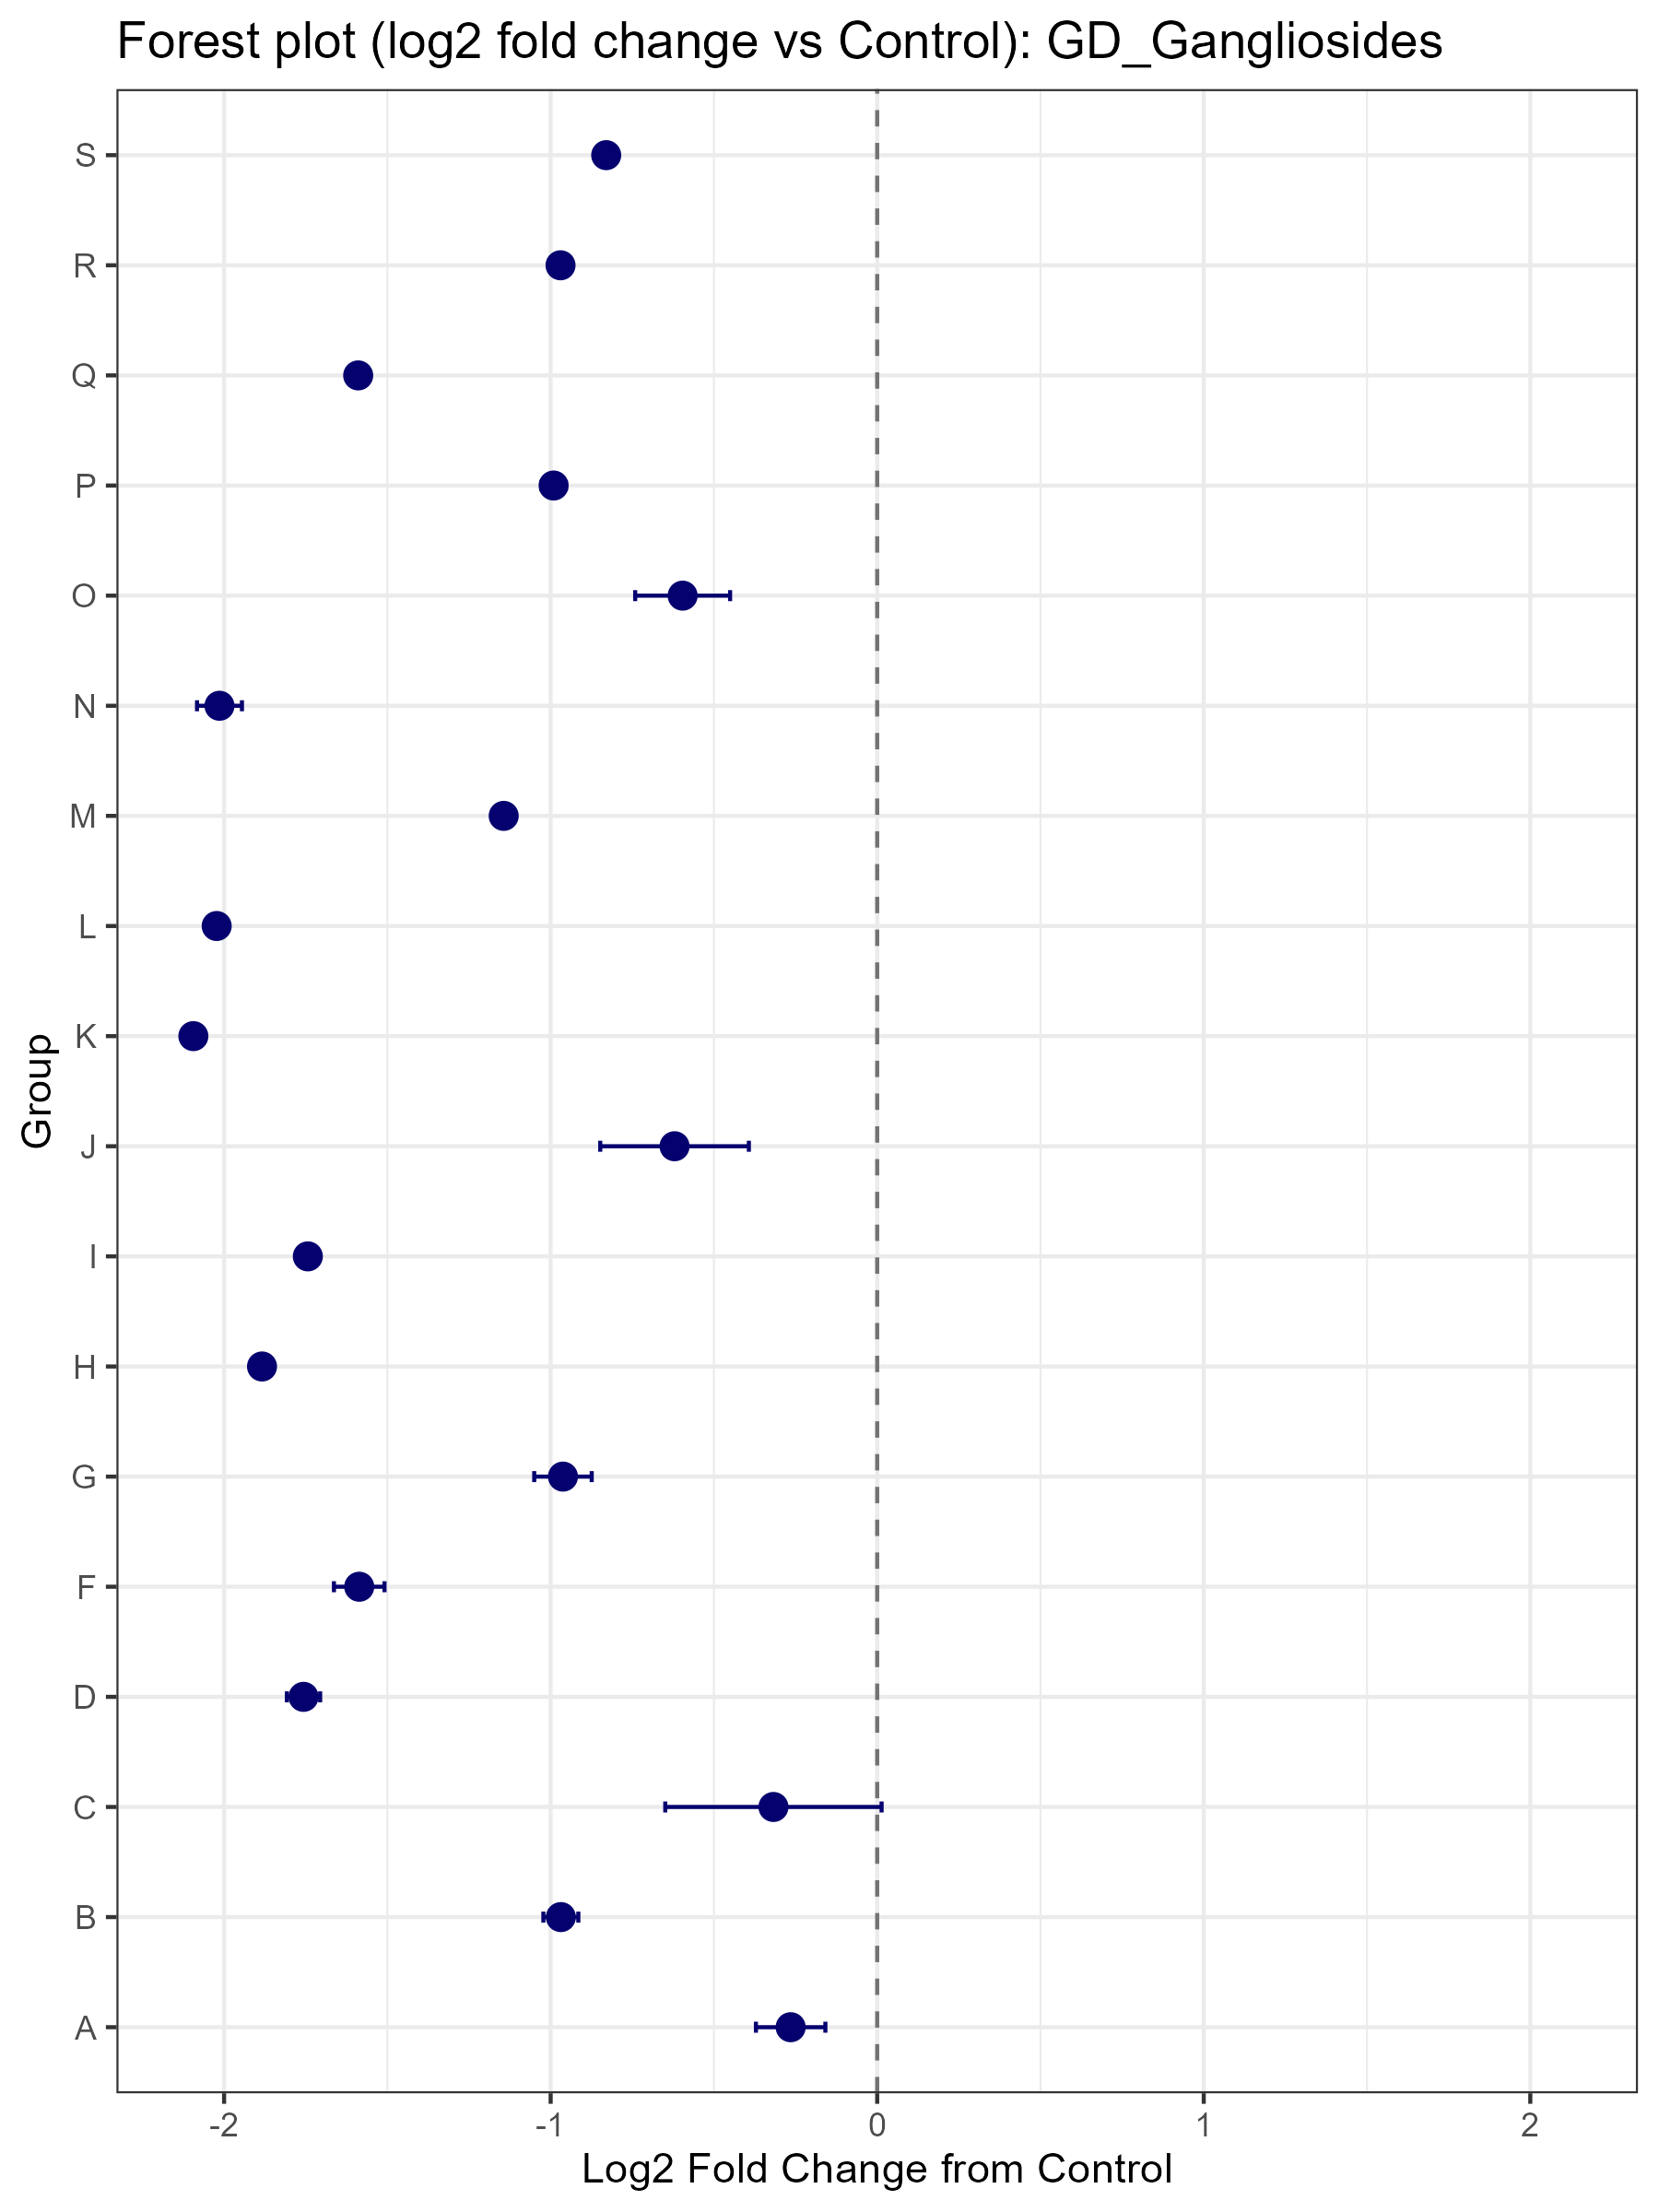 Forest plot (log2 fold change vs Control): GD_Gangliosides
Group
S
R
Q
P
O
N
M
L
K
J
I
H
G
F
D
C
B
A
-2 -1 0 1 2
Log2 Fold Change from Control